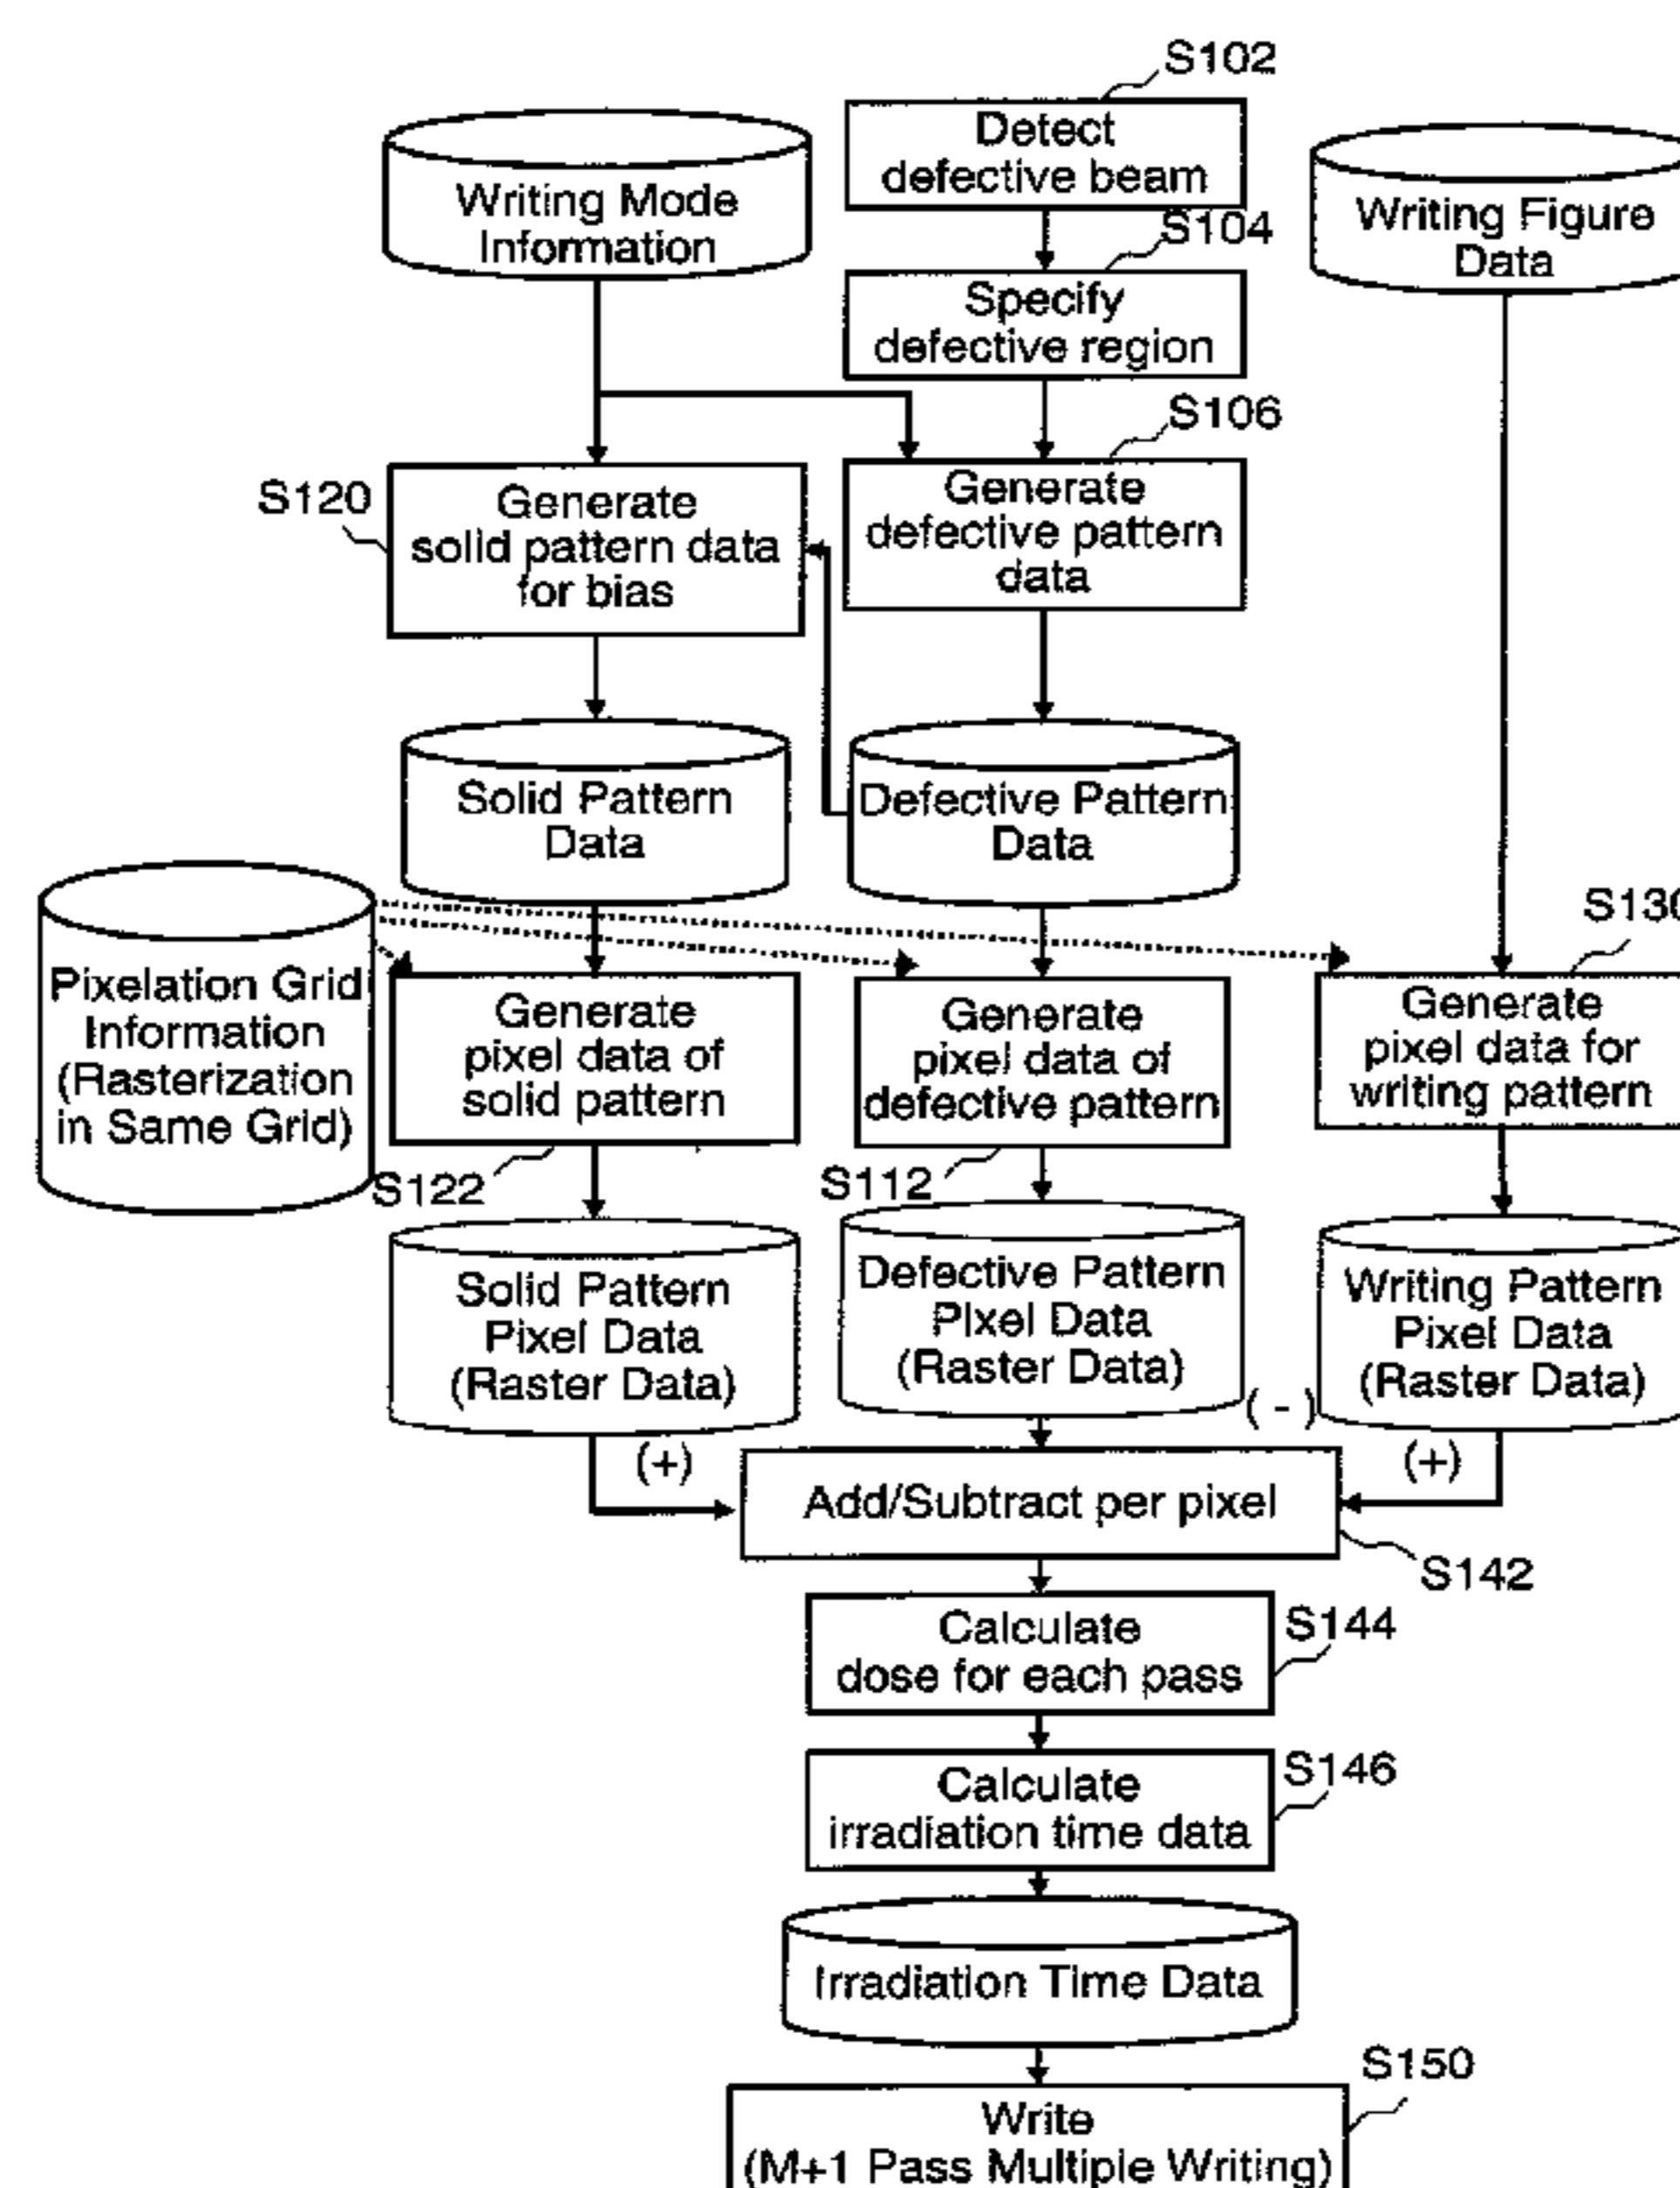 S102
Detect
defective beam
Writing Mode
Information
Writing Figure
Data
S104
Specify
defective region
S106
Generate
defective pattern
data
S120
Generate
solid pattern data
for bias
Solid Pattern
Data
Defective Pattern
Data
S130
Pixelation Grid
Information
(Rasterization
in Same Grid)
Generate
pixel data of
solid pattern
Generate
pixel data of
defective pattern
Generate
pixel data for
writing pattern
S122
S112
Solid Pattern
Pixel Data
(Raster Data)
Defective Pattern
Pixel Data
(Raster Data)
Writing Pattern
Pixel Data
(Raster Data)
(+)
( - )
(+)
Add/Subtract per pixel
S142
Calculate
dose for each pass
S144
Calculate
irradiation time data
S146
Irradiation Time Data
S150
Write
(M+1 Pass Multiple Writing)